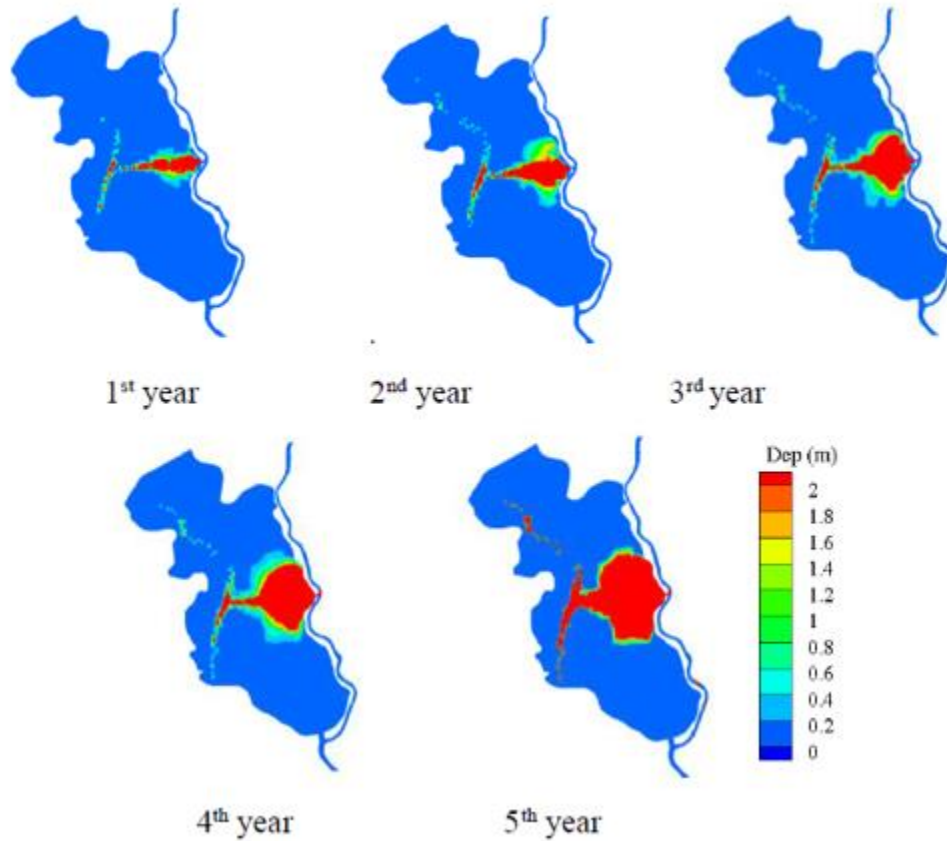 1st year
2nd year
3rd year
Dep (m)
2
1.8
1.6
1.4
1.2
1
0.8
0.6
0.4
0.2
0
4th year
5th year